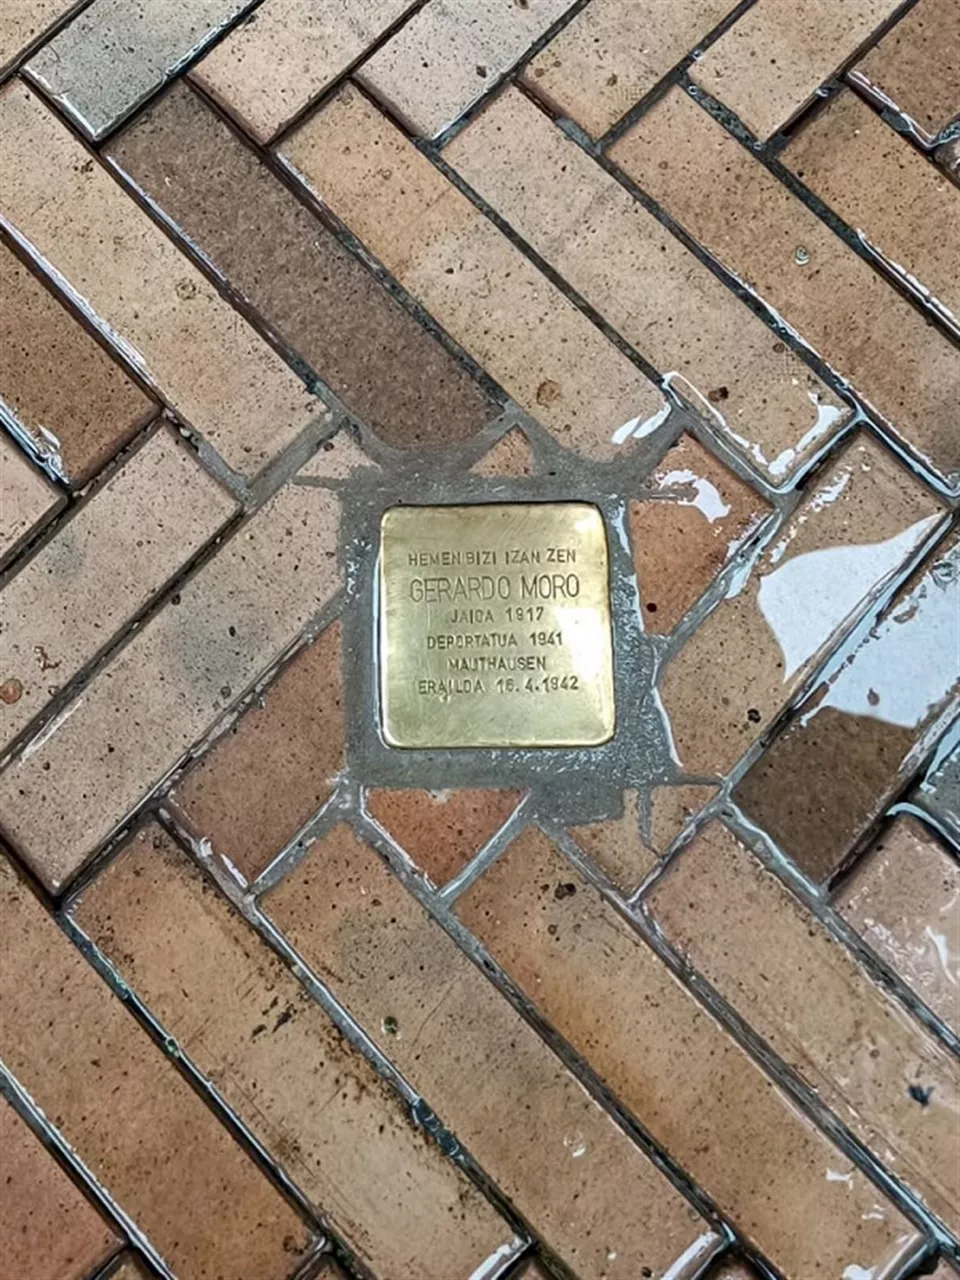 HEMEN BIZI IZAN ZEN
GERARDO MORO
JAIOA 1917
DEPORTATUA 1941
MAUTHAUSEN
ERAILDA 16.4.1942